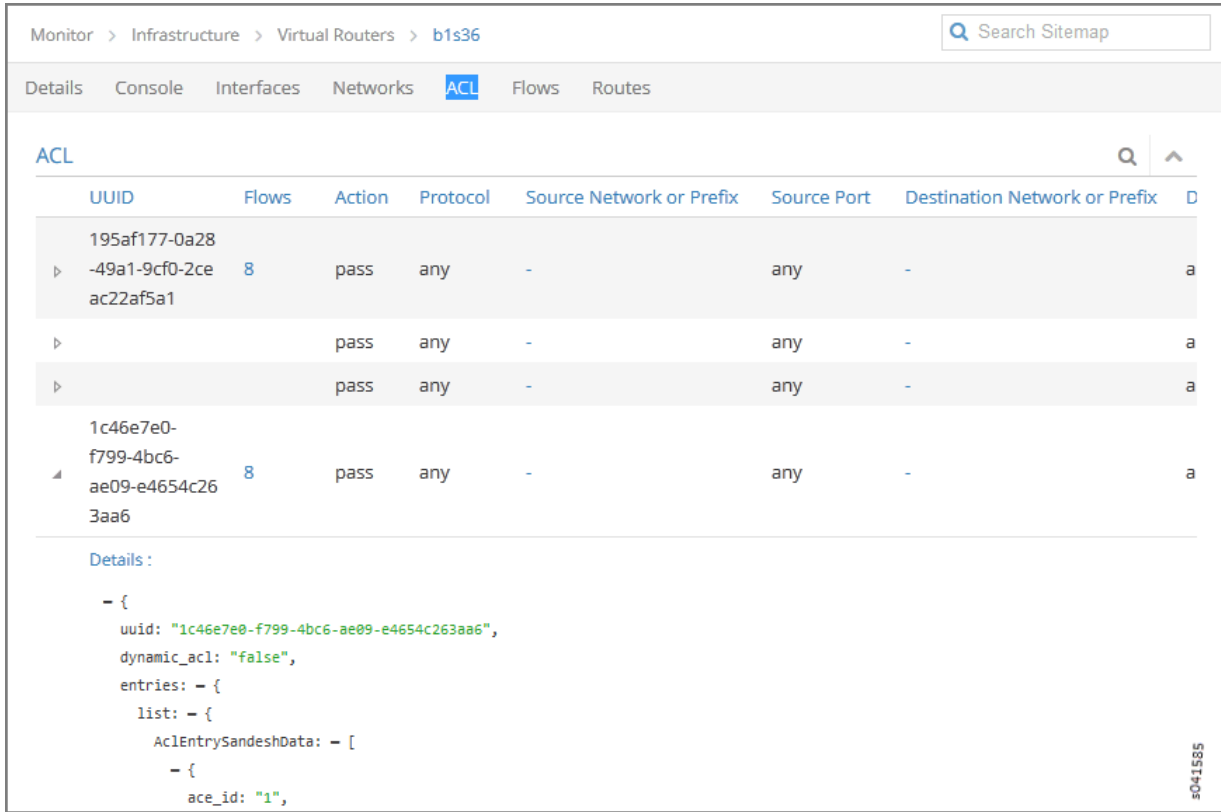 Monitor > Infrastructure > Virtual Routers > b1s36 Search Sitemap
Details Console Interfaces Networks ACL Flows Routes
ACL
UUID Flows Action Protocol Source Network or Prefix Source Port Destination Network or Prefix D
195af177-0a28
-49a1-9cf0-2ce 8 pass any - any - a
ac22af5a1
pass any - any - a
pass any - any - a
1c46e7e0-
f799-4bc6-
ae09-e4654c26 8 pass any - any - a
3aa6
Details :
− {
uuid: "1c46e7e0-f799-4bc6-ae09-e4654c263aa6",
dynamic_acl: "false",
entries: − {
list: − {
AclEntrySandeshData: − [
− {
ace_id: "1",
s041585